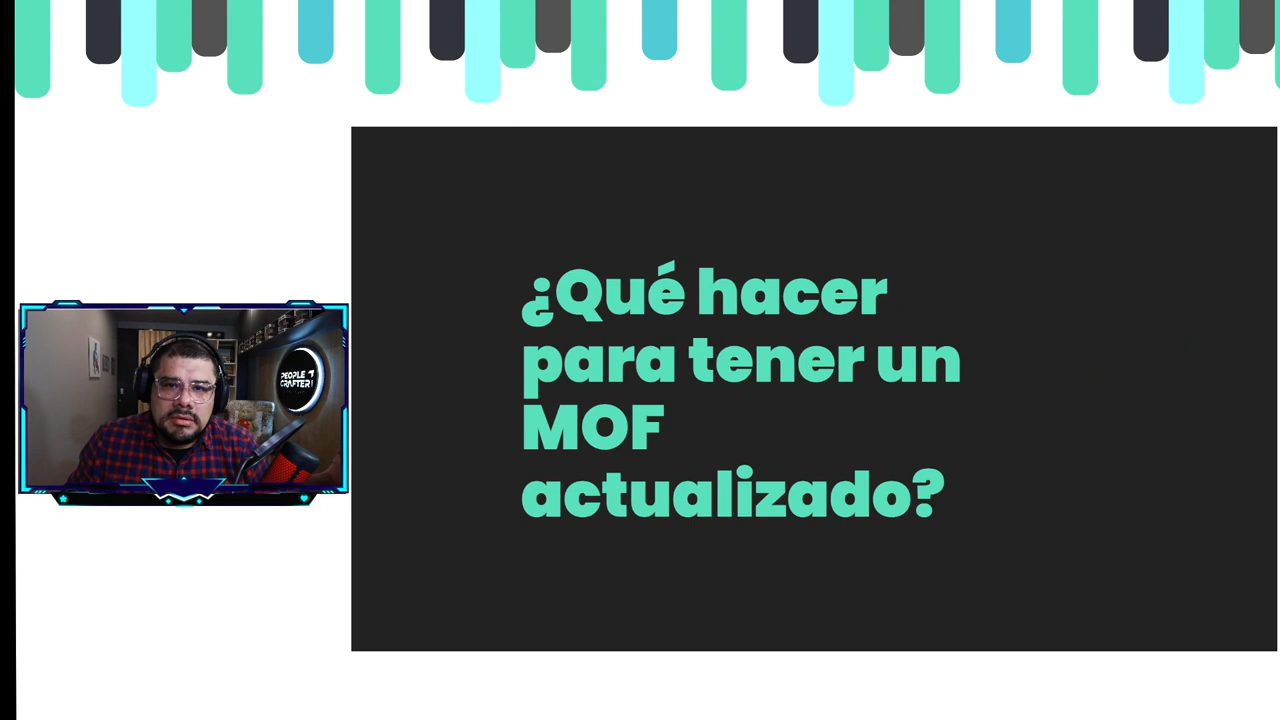 ¿Qué hacer
para tener un
MOF
actualizado?
PEOPLE
CRAFTER